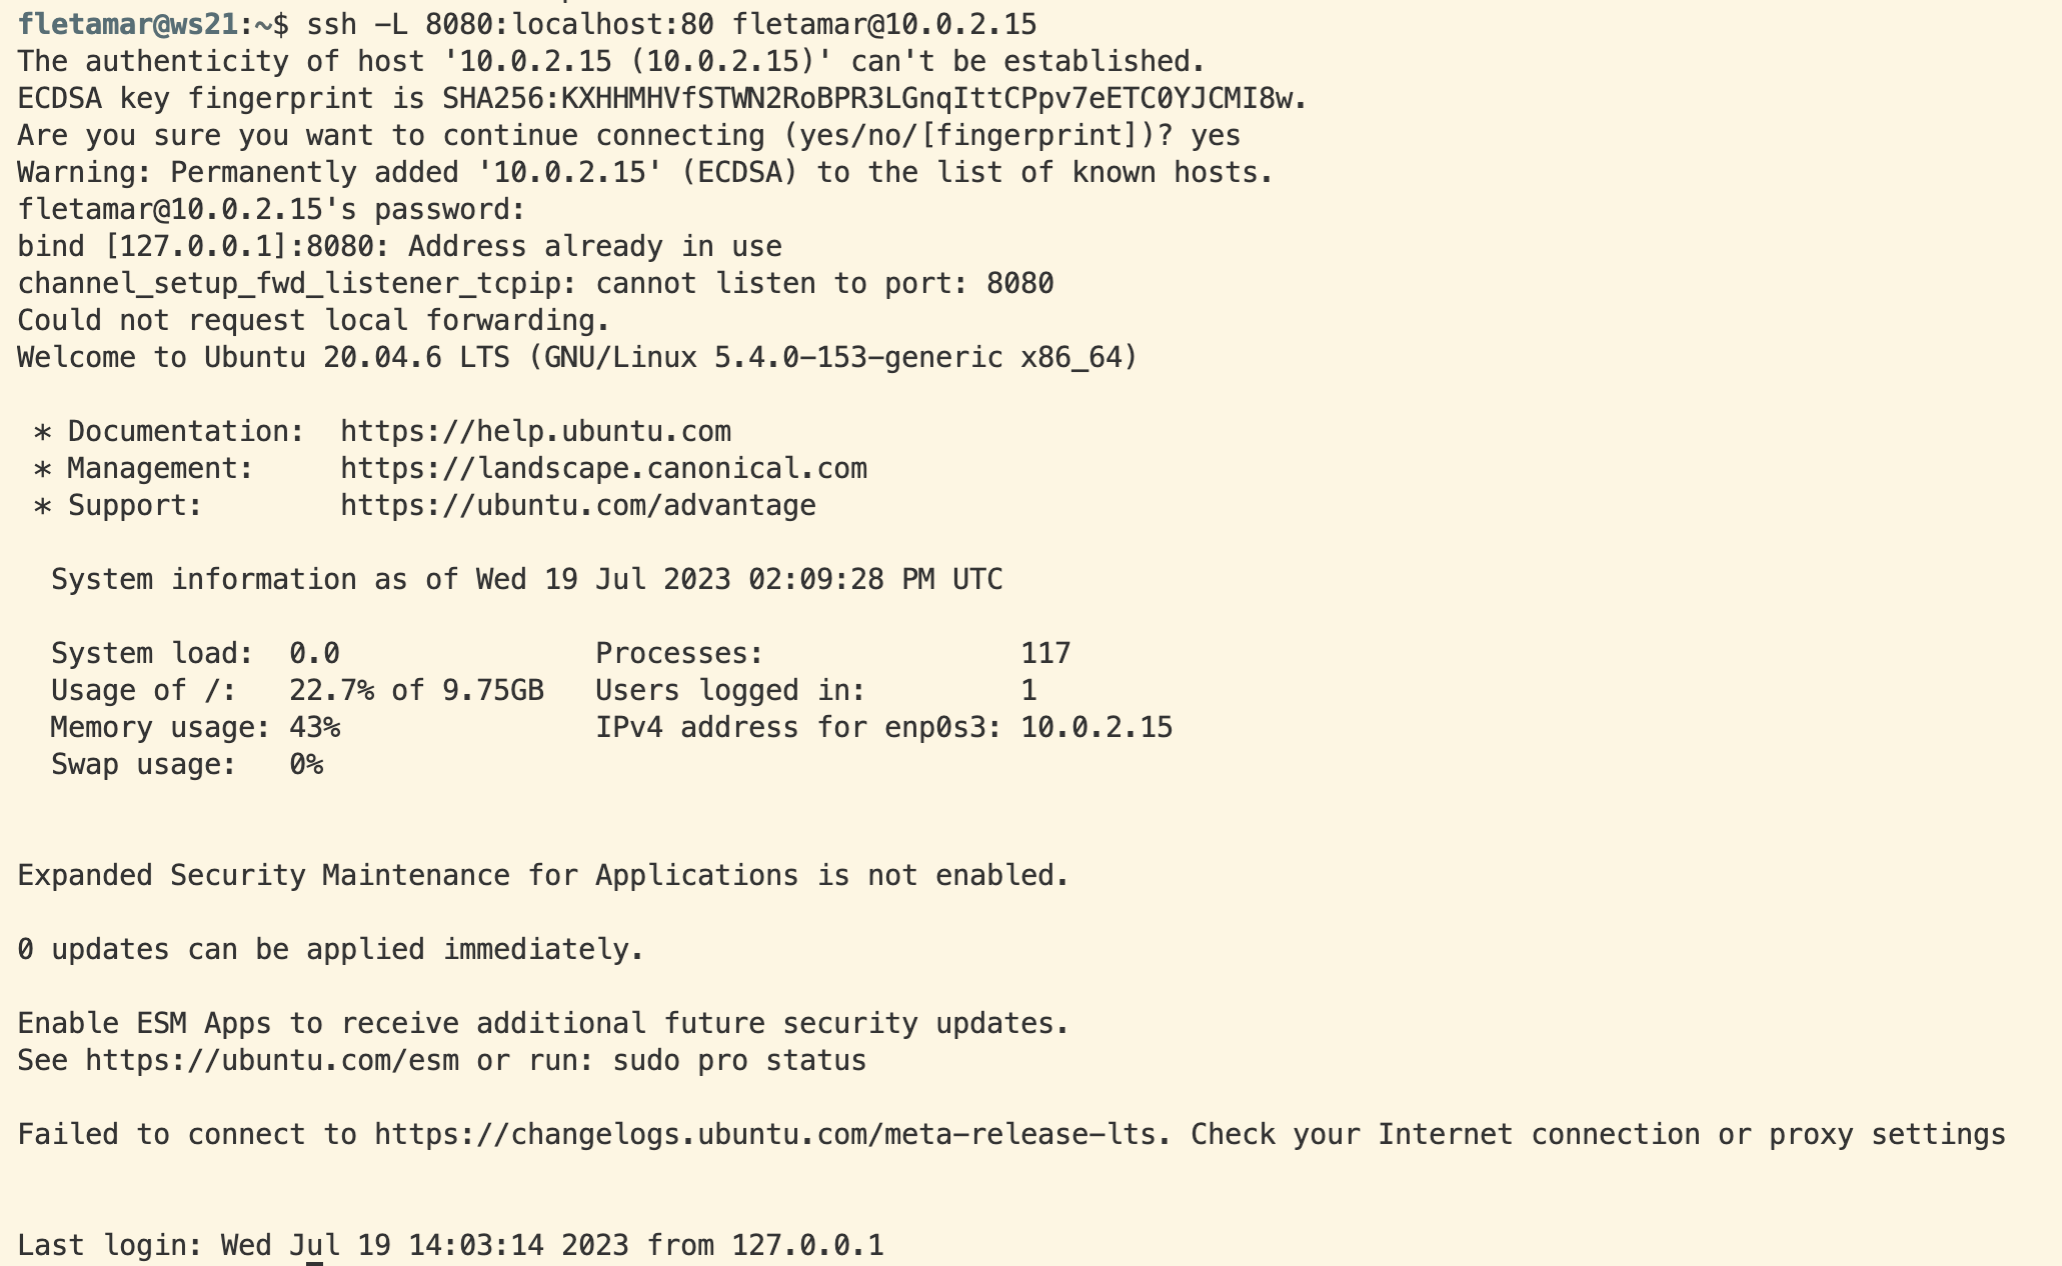 fletamar@ws21:~$ ssh -L 8080:localhost:80 fletamar@10.0.2.15
The authenticity of host '10.0.2.15 (10.0.2.15)' can't be established.
ECDSA key fingerprint is SHA256:KXHHMHVfSTWN2RoBPR3LGnqIttCPpv7eETC0YJCMI8w.
Are you sure you want to continue connecting (yes/no/[fingerprint])? yes
Warning: Permanently added '10.0.2.15' (ECDSA) to the list of known hosts.
fletamar@10.0.2.15's password:
bind [127.0.0.1]:8080: Address already in use
channel_setup_fwd_listener_tcpip: cannot listen to port: 8080
Could not request local forwarding.
Welcome to Ubuntu 20.04.6 LTS (GNU/Linux 5.4.0-153-generic x86_64)

 * Documentation:  https://help.ubuntu.com
 * Management:     https://landscape.canonical.com
 * Support:        https://ubuntu.com/advantage

  System information as of Wed 19 Jul 2023 02:09:28 PM UTC

  System load:  0.0               Processes:               117
  Usage of /:   22.7% of 9.75GB   Users logged in:         1
  Memory usage: 43%               IPv4 address for enp0s3: 10.0.2.15
  Swap usage:   0%

Expanded Security Maintenance for Applications is not enabled.

0 updates can be applied immediately.

Enable ESM Apps to receive additional future security updates.
See https://ubuntu.com/esm or run: sudo pro status

Failed to connect to https://changelogs.ubuntu.com/meta-release-lts. Check your Internet connection or proxy settings

Last login: Wed Jul 19 14:03:14 2023 from 127.0.0.1